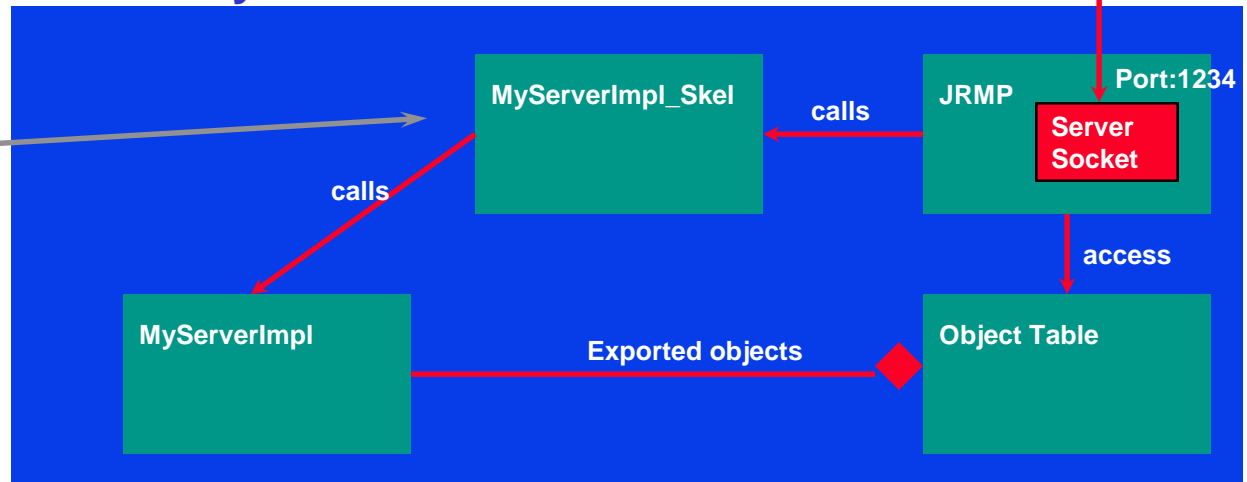 Port:1234
MyServerImpl_Skel
calls
JRMP
Server
Socket
calls
access
MyServerImpl
Exported objects
Object Table